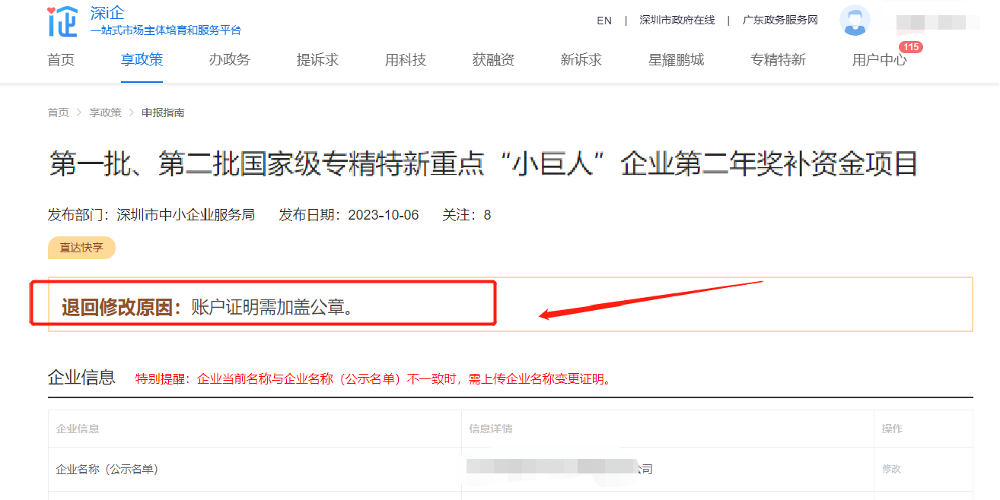 深i企
一站式市场主体培育和服务平台
EN | 深圳市政府在线 | 广东政务服务网
115
首页 享政策 办政务 提诉求 用科技 获融资 新诉求 星耀鹏城 专精特新 用户中心
首页 > 享政策 > 申报指南
第一批、第二批国家级专精特新重点“小巨人”企业第二年奖补资金项目
发布部门：深圳市中小企业服务局 发布日期：2023-10-06 关注：8
直达快享
退回修改原因：账户证明需加盖公章。
企业信息 特别提醒：企业当前名称与企业名称（公示名单）不一致时，需上传企业名称变更证明。
企业信息 信息详情 操作
企业名称（公示名单） 公司 修改